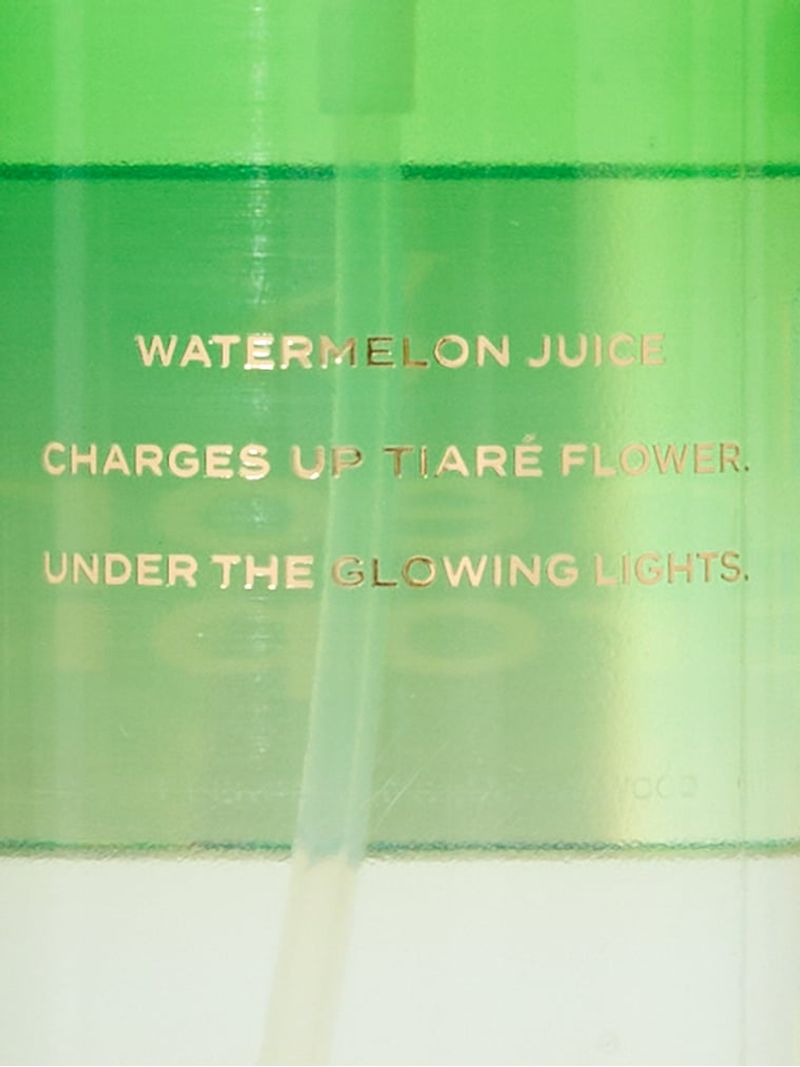 WATERMELON JUICE
CHARGES UP TIARÉ FLOWER.
UNDER THE GLOWING LIGHTS.